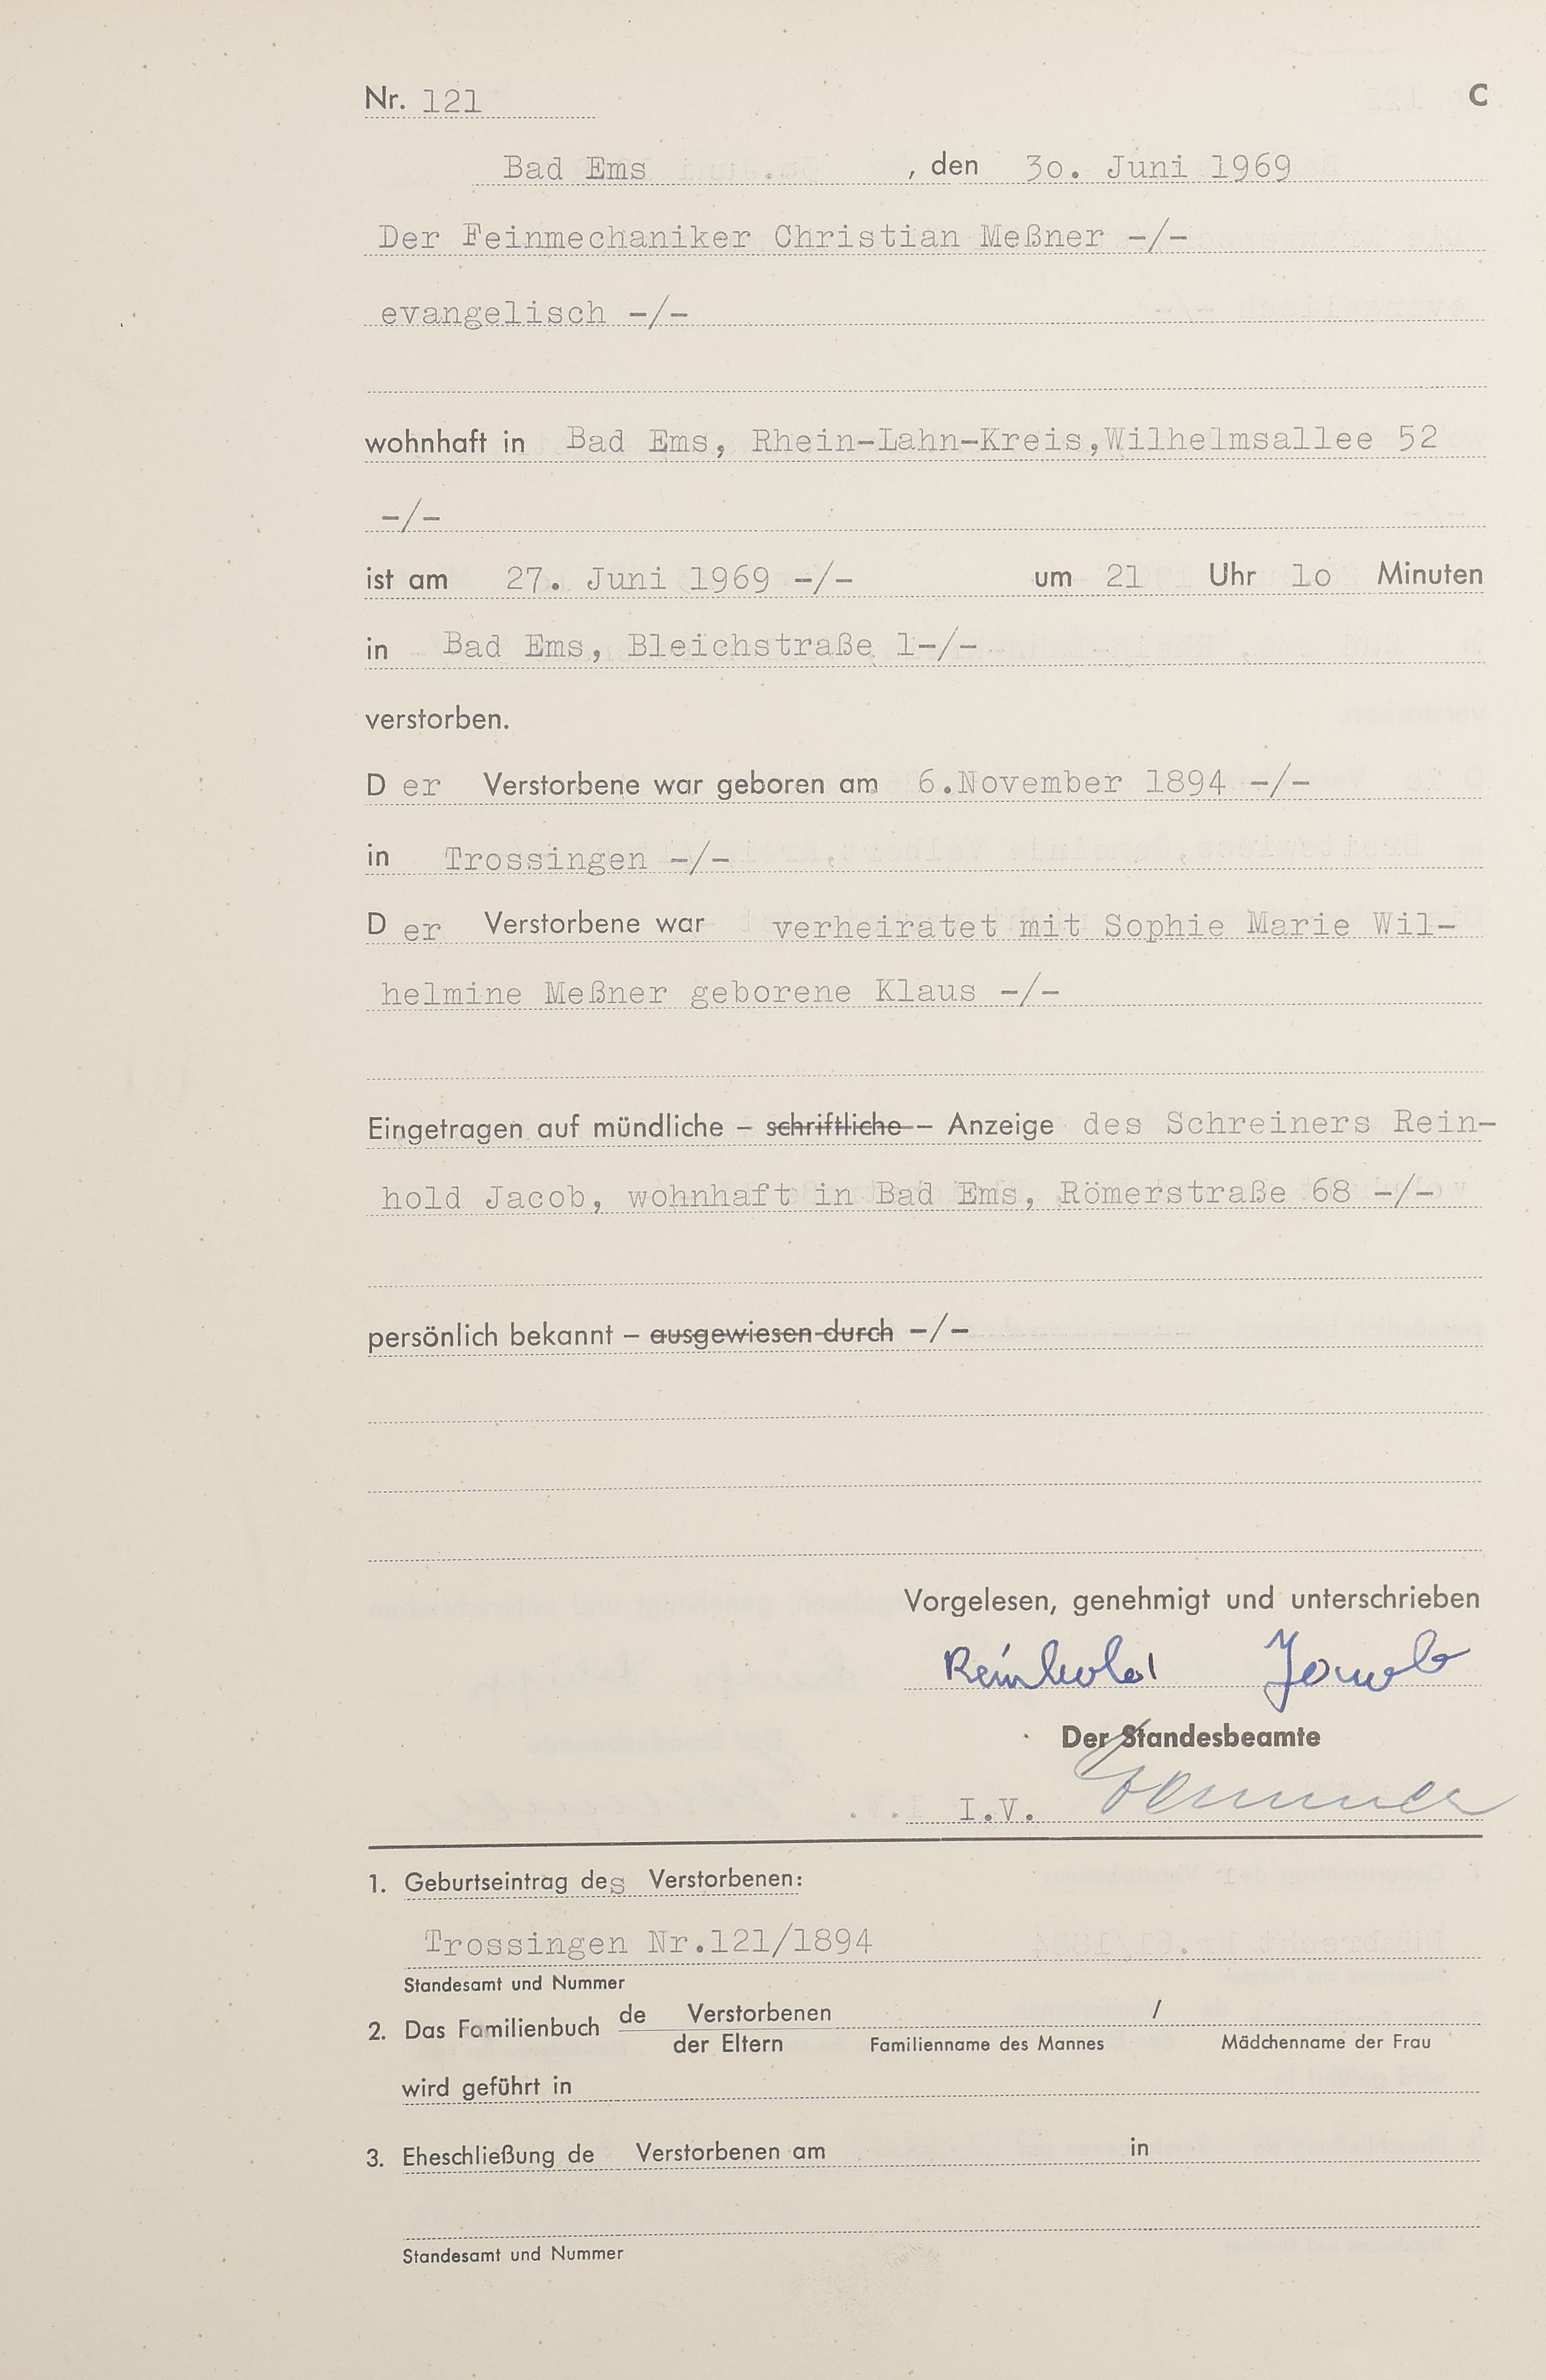 Nr. 121 C
Bad Ems , den 3o. Juni 1969
Der Feinmechaniker Christian Meßner -/-
evangelisch -/-
wohnhaft in Bad Ems, Rhein-Lahn-Kreis,Wilhelmsallee 52
-/-
ist am 27. Juni 1969 -/- um 21 Uhr 1o Minuten
in Bad Ems, Bleichstraße 1-/-
verstorben.
D er Verstorbene war geboren am 6.November 1894 -/-
in Trossingen -/-
D er Verstorbene war verheiratet mit Sophie Marie Wil-
helmine Meßner geborene Klaus -/-
Eingetragen auf mündliche – schriftliche – Anzeige des Schreiners Rein-
hold Jacob, wohnhaft in Bad Ems, Römerstraße 68 -/-
persönlich bekannt – ausgewiesen durch -/-
Vorgelesen, genehmigt und unterschrieben
Reinhold Jacob
Der Standesbeamte
I.V.
1. Geburtseintrag des Verstorbenen:
Trossingen Nr.121/1894
Standesamt und Nummer
2. Das Familienbuch de Verstorbenen /
der Eltern Familienname des Mannes Mädchenname der Frau
wird geführt in
3. Eheschließung de Verstorbenen am in
Standesamt und Nummer